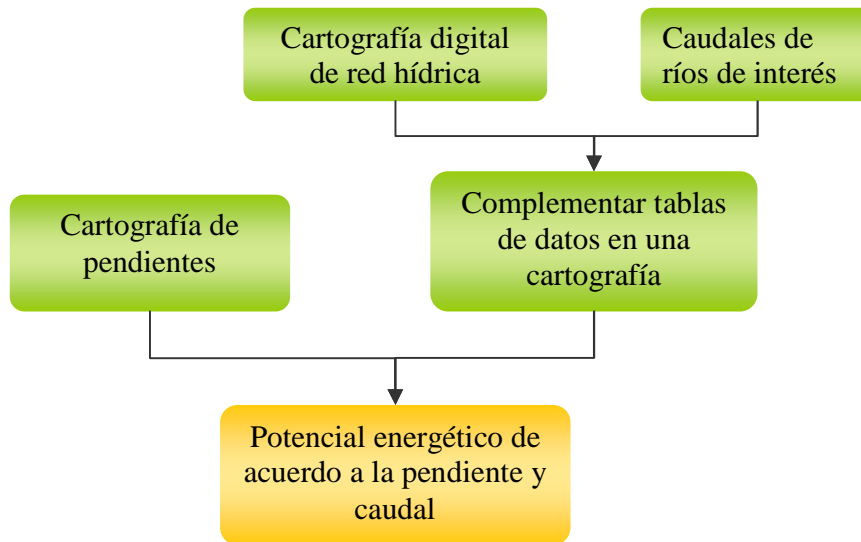 Cartografía digital
de red hídrica
Caudales de
ríos de interés
Cartografía de
pendientes
Complementar tablas
de datos en una
cartografía
Potencial energético de
acuerdo a la pendiente y
caudal